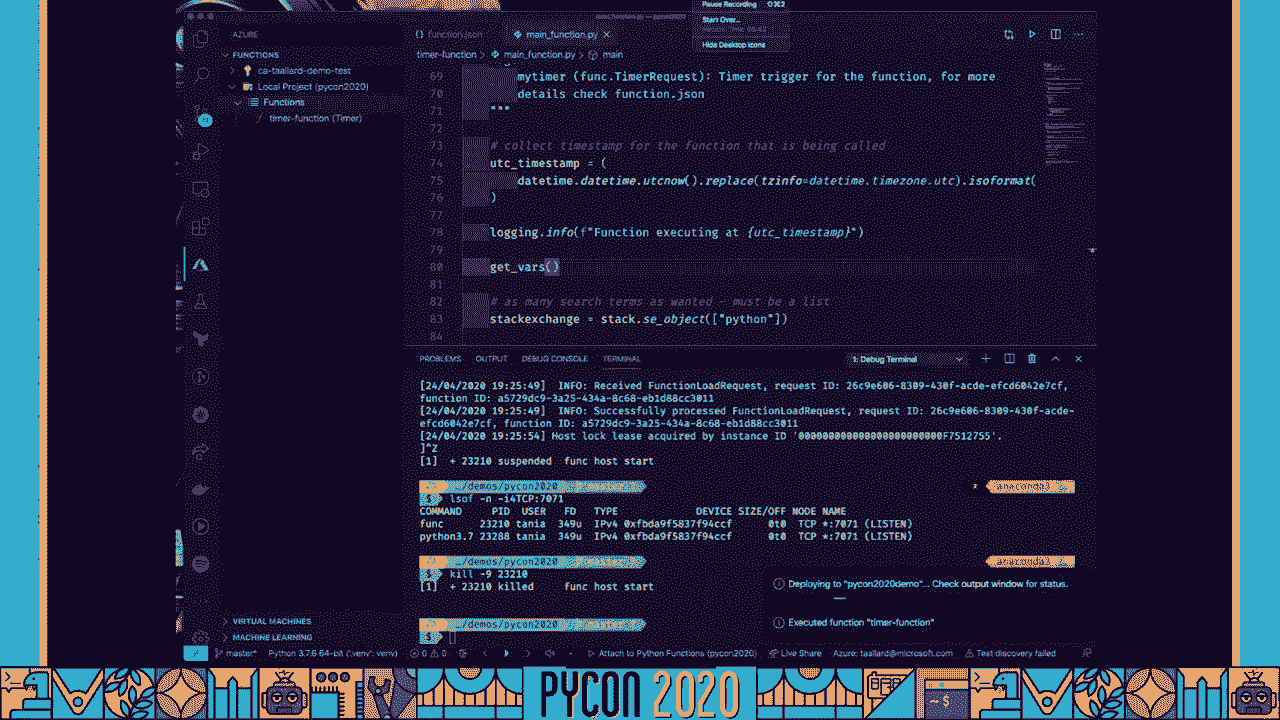 Pause Recording ⇧⌘2
Start Over...
Hide Desktop Icons
AZURE
FUNCTIONS
ca-taallard-demo-test
Local Project (pycon2020)
Functions
timer-function (Timer)
VIRTUAL MACHINES
MACHINE LEARNING
{} function.json
main_function.py
timer-function > main_function.py > main
69 mytimer (func.TimerRequest): Timer trigger for the function, for more
70 details check function.json
71 """
# collect timestamp the function that is being called
74 utc_timestamp = (
75 datetime.datetime.utcnow().replace(tzinfo=datetime.timezone.utc).isoformat(
76 )
77
78 logging.info(f"Function executing at {utc_timestamp}")
79
80 get_vars()
81
82 # as many search terms as wanted - must be a list
83 stackexchange = stack.se_object(["python"])
84
PROBLEMS OUTPUT DEBUG CONSOLE TERMINAL
1: Debug Terminal
[24/04/2020 19:25:49] INFO: Received FunctionLoadRequest, request ID: 26c9e606-8309-430f-acde-efcd6042e7cf,
function ID: a5729dc9-3a25-434a-8c68-eb1d88cc3011
[24/04/2020 19:25:49] INFO: Successfully processed FunctionLoadRequest, request ID: 26c9e606-8309-430f-acde-
efcd6042e7cf, function ID: a5729dc9-3a25-434a-8c68-eb1d88cc3011
[24/04/2020 19:25:54] Host lock lease acquired by instance ID '000000000000000000000000F7512755'.
]^Z
[1] + 23210 suspended func host start
~/demos/pycon2020 anaconda3
lsof -n -i4TCP:7071
COMMAND PID USER FD TYPE DEVICE SIZE/OFF NODE NAME
func 23210 tania 349u IPv4 0xfbda9f5837f94ccf 0t0 TCP *:7071 (LISTEN)
python3.7 23288 tania 349u IPv4 0xfbda9f5837f94ccf 0t0 TCP *:7071 (LISTEN)
~/demos/pycon2020 anaconda3
kill -9 23210
[1] + 23210 killed func host start
~/demos/pycon2020
Deploying to "pycon2020demo"... Check output window for status.
Executed function "timer-function"
master* Python 3.7.6 64-bit ('.venv': venv) 0 0 Attach to Python Functions (pycon2020) Live Share Azure: taallard@microsoft.com Test discovery failed
PYCON 2020
~ $